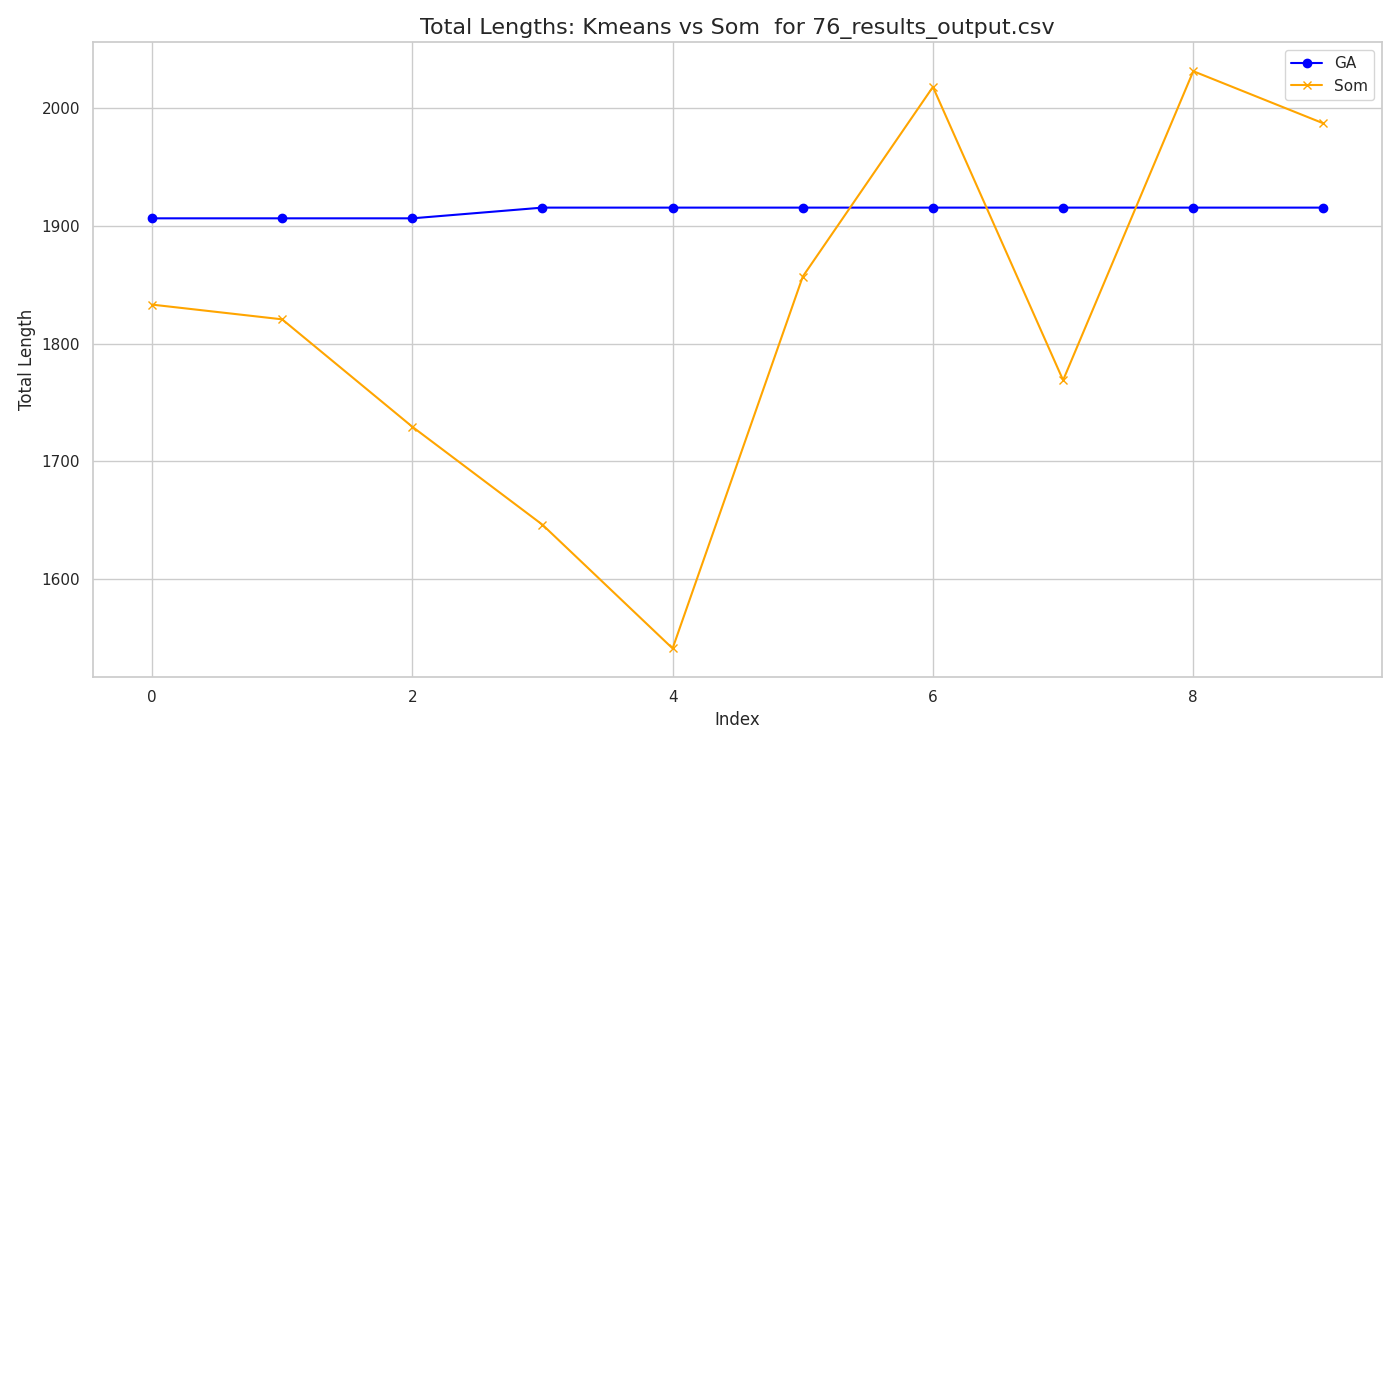 Total Lengths: Kmeans vs Som  for 76_results_output.csv
GA
Som
2000
1900
1800
1700
1600
Total Length
0 2 4 6 8
Index